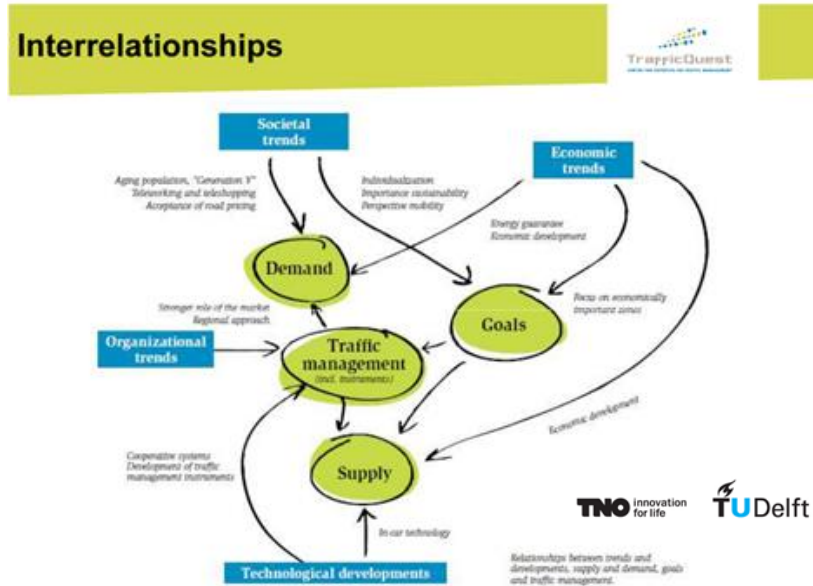 Interrelationships
TrafficQuest
Societal
trends
Economic
trends
Aging population, "Generation Y"
Teleworking and teleshopping
Acceptance of road pricing
Individualization
Importance sustainability
Perspective mobility
Energy guarantee
Economic development
Demand
Stronger role of the market
Regional approach
Goals
Focus on economically
important zones
Organizational
trends
Traffic
management
(incl. instruments)
Economic development
Cooperative systems
Development of traffic
management instruments
Supply
TNO innovation
for life
TU Delft
In-car technology
Technological developments
Relationships between trends and
developments, supply and demand, goals
and traffic management.